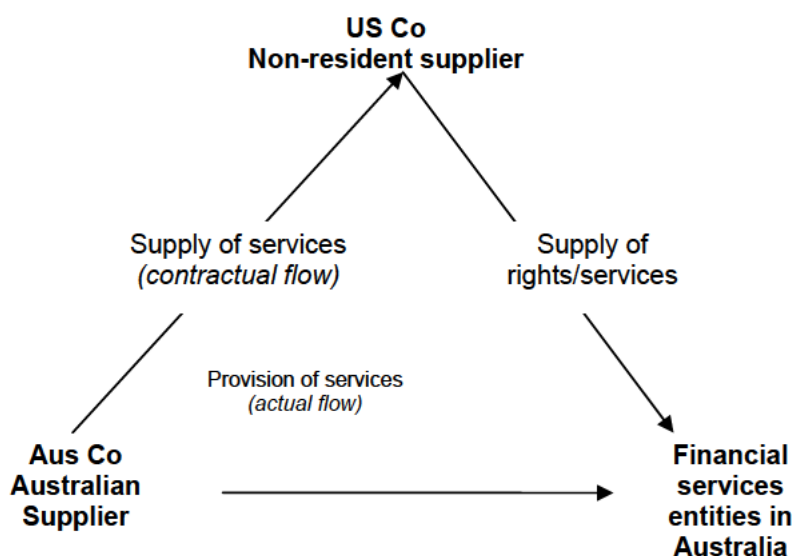 US Co
Non-resident supplier
Supply of services
(contractual flow)
Supply of
rights/services
Provision of services
(actual flow)
Aus Co
Australian
Supplier
Financial
services
entities in
Australia